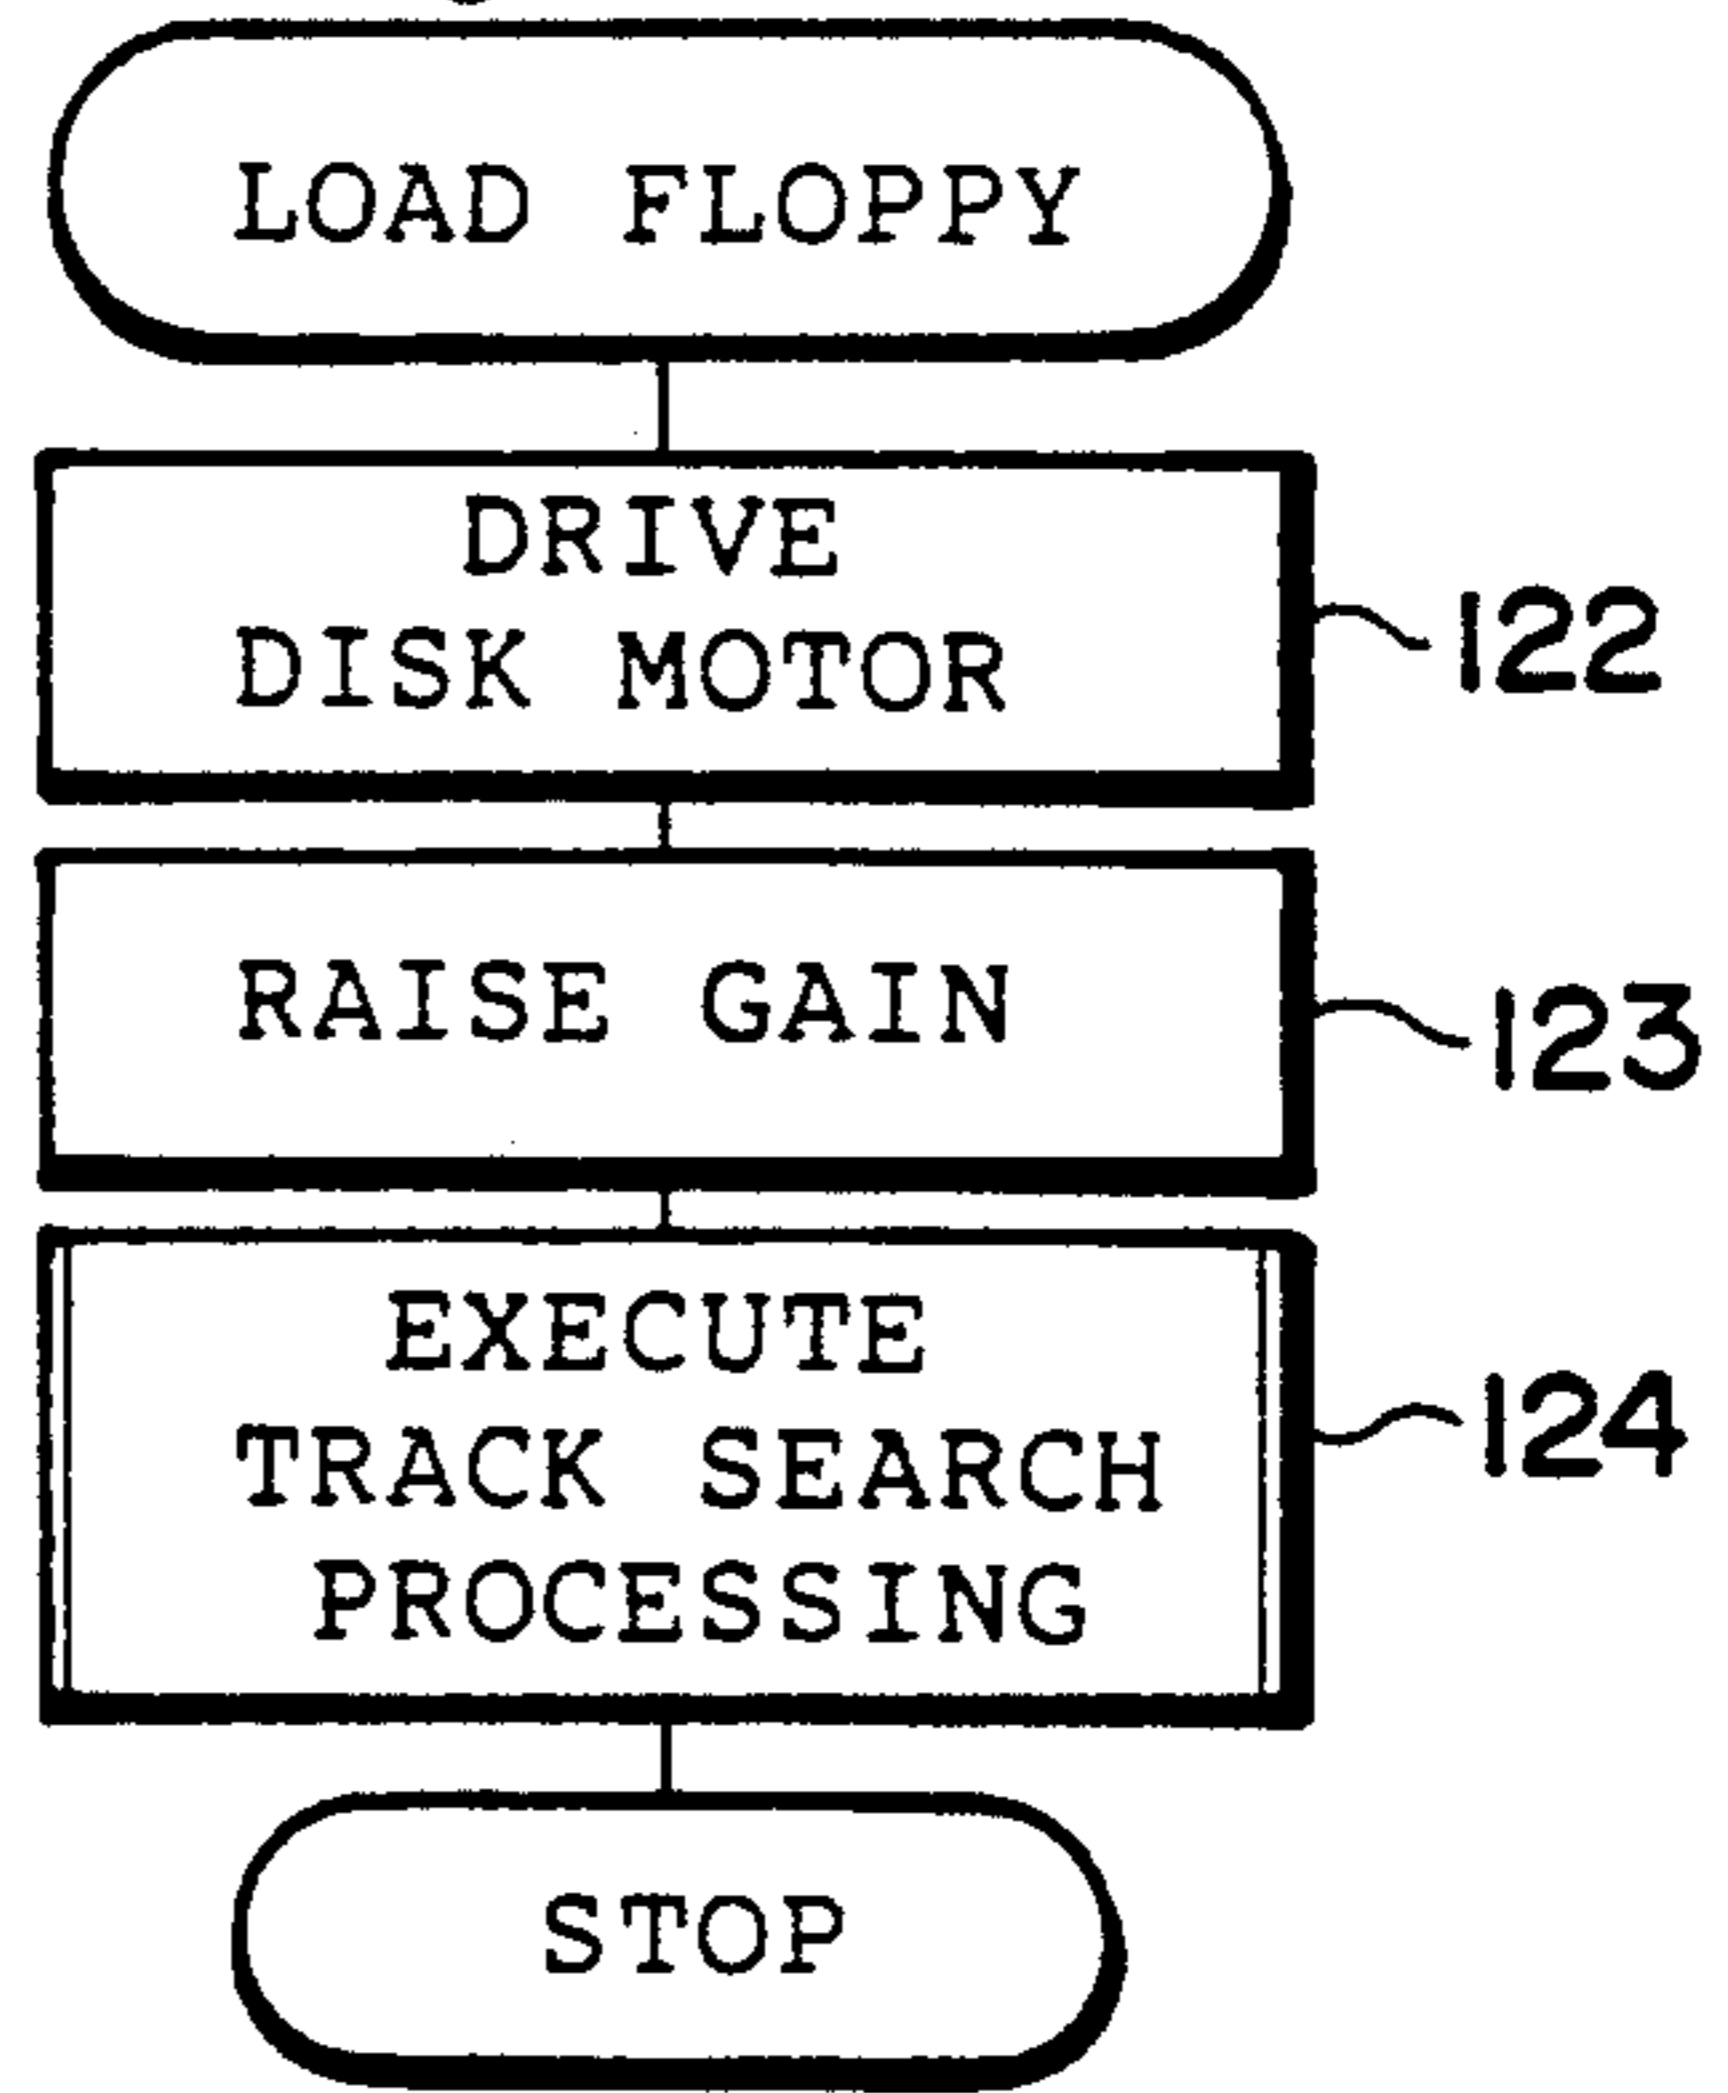 LOAD FLOPPY
DRIVE
DISK MOTOR
122
RAISE GAIN
123
EXECUTE
TRACK SEARCH
PROCESSING
124
STOP